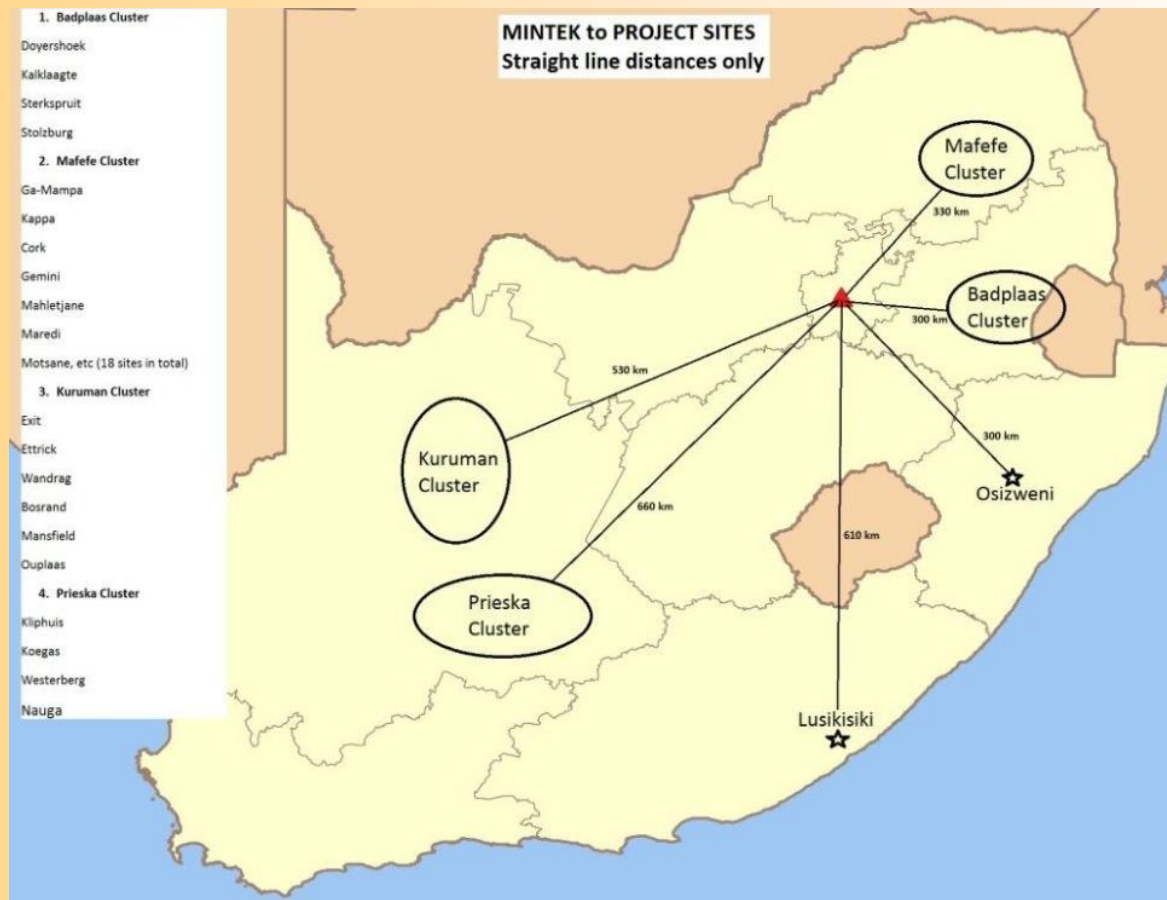 1. Badplaas Cluster
Doyershoek
Kalklaagte
Sterkspruit
Stolzburg
2. Mafefe Cluster
Ga-Mampa
Kappa
Cork
Gemini
Mahletjane
Maredi
Motsane, etc (18 sites in total)
3. Kuruman Cluster
Exit
Ettrick
Wandrag
Bosrand
Mansfield
Ouplaas
4. Prieska Cluster
Kliphuis
Koegas
Westerberg
Nauga
MINTEK to PROJECT SITES
Straight line distances only
Mafefe
Cluster
330 km
Badplaas
Cluster
300 km
530 km
Kuruman
Cluster
300 km
Osizweni
660 km
610 km
Prieska
Cluster
Lusikisiki